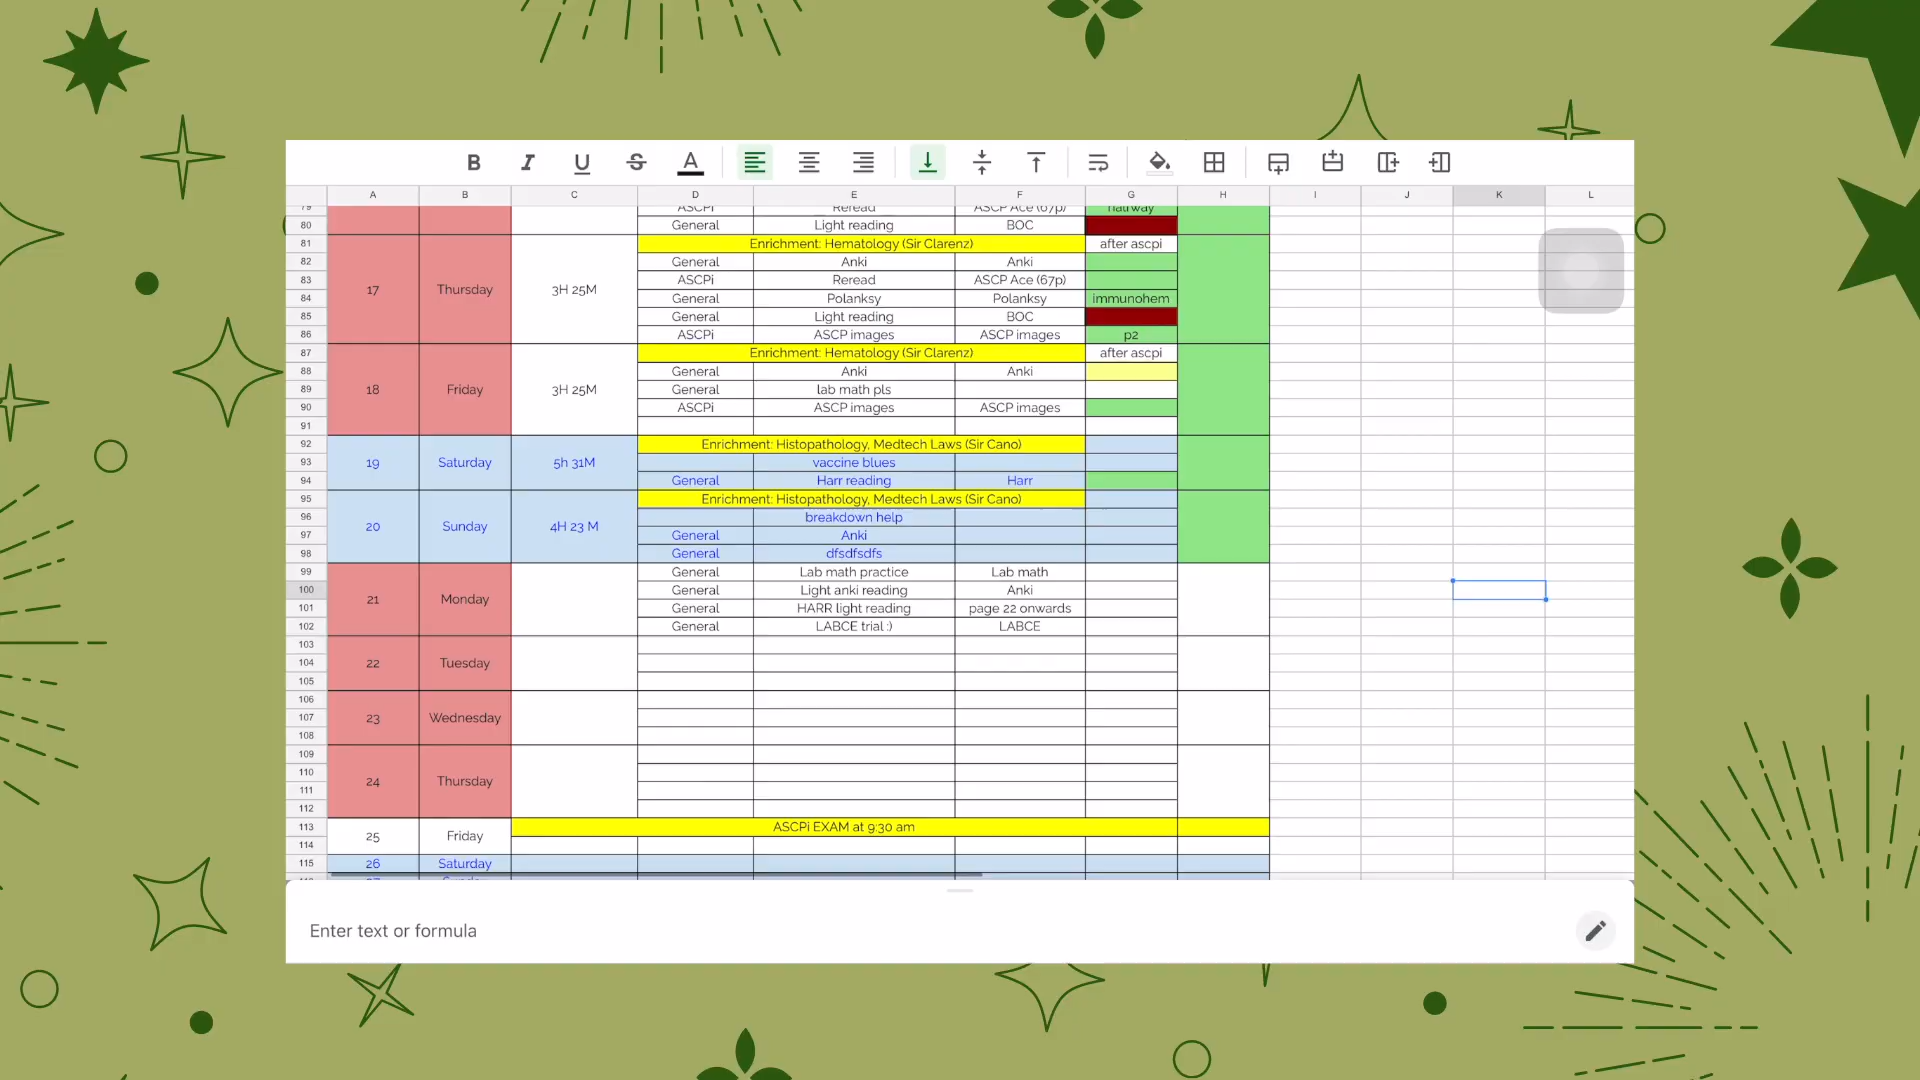 B I U S A
A B C D E F G H I J K L
79 ASCPi Reread ASCP Ace (67p) halfway
80 General Light reading BOC
81 Enrichment: Hematology (Sir Clarenz) after ascpi
82 General Anki Anki
83 ASCPi Reread ASCP Ace (67p)
17 Thursday 3H 25M
84 General Polanksy Polanksy immunohem
85 General Light reading BOC
86 ASCPi ASCP images ASCP images p2
87 Enrichment: Hematology (Sir Clarenz) after ascpi
88 General Anki Anki
89 General lab math pls
18 Friday 3H 25M
90 ASCPi ASCP images ASCP images
91
92 Enrichment: Histopathology, Medtech Laws (Sir Cano)
93 19 Saturday 5h 31M vaccine blues
94 General Harr reading Harr
95 Enrichment: Histopathology, Medtech Laws (Sir Cano)
96 breakdown help
20 Sunday 4H 23 M
97 General Anki
98 General dfsdfsdfs
99 General Lab math practice Lab math
100 General Light anki reading Anki
21 Monday
101 General HARR light reading page 22 onwards
102 General LABCE trial :) LABCE
103
104 22 Tuesday
105
106
107 23 Wednesday
108
109
110
24 Thursday
111
112
113 ASCPi EXAM at 9:30 am
25 Friday
114
115 26 Saturday
Enter text or formula